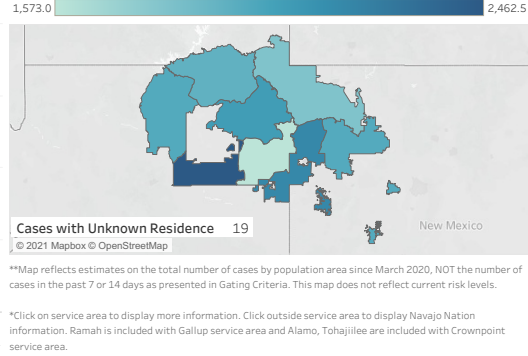 1,573.0 2,462.5
New Mexico
Cases with Unknown Residence 19
© 2021 Mapbox © OpenStreetMap
**Map reflects estimates on the total number of cases by population area since March 2020, NOT the number of
cases in the past 7 or 14 days as presented in Gating Criteria. This map does not reflect current risk levels.
*Click on service area to display more information. Click outside service area to display Navajo Nation
information. Ramah is included with Gallup service area and Alamo, Tohajiilee are included with Crownpoint
service area.